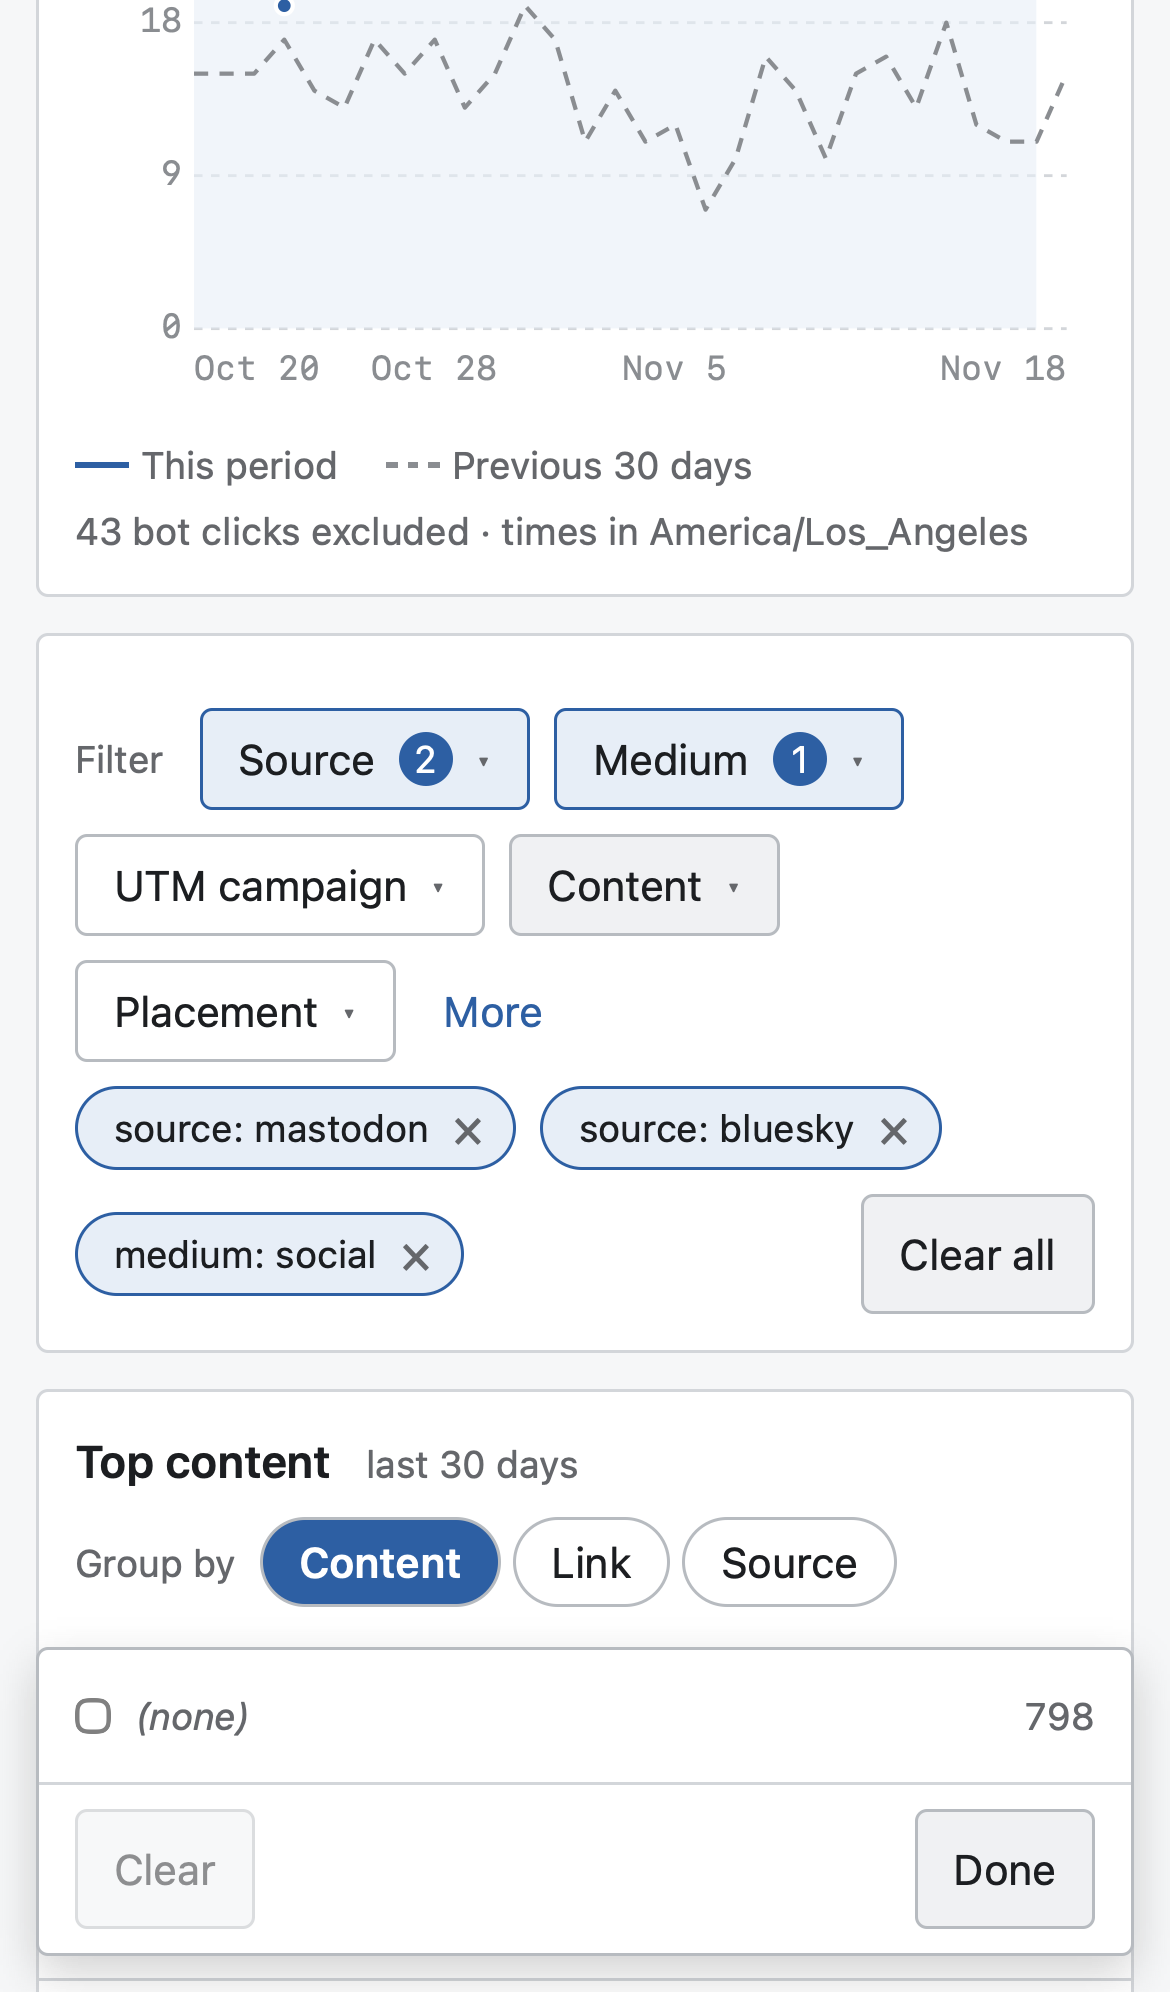 18
9
0
Oct 20 Oct 28 Nov 5 Nov 18
This period Previous 30 days
43 bot clicks excluded · times in America/Los_Angeles
Filter Source 2 Medium 1
UTM campaign Content
Placement More
source: mastodon source: bluesky
medium: social Clear all
Top content last 30 days
Group by Content Link Source
(none) 798
Clear Done